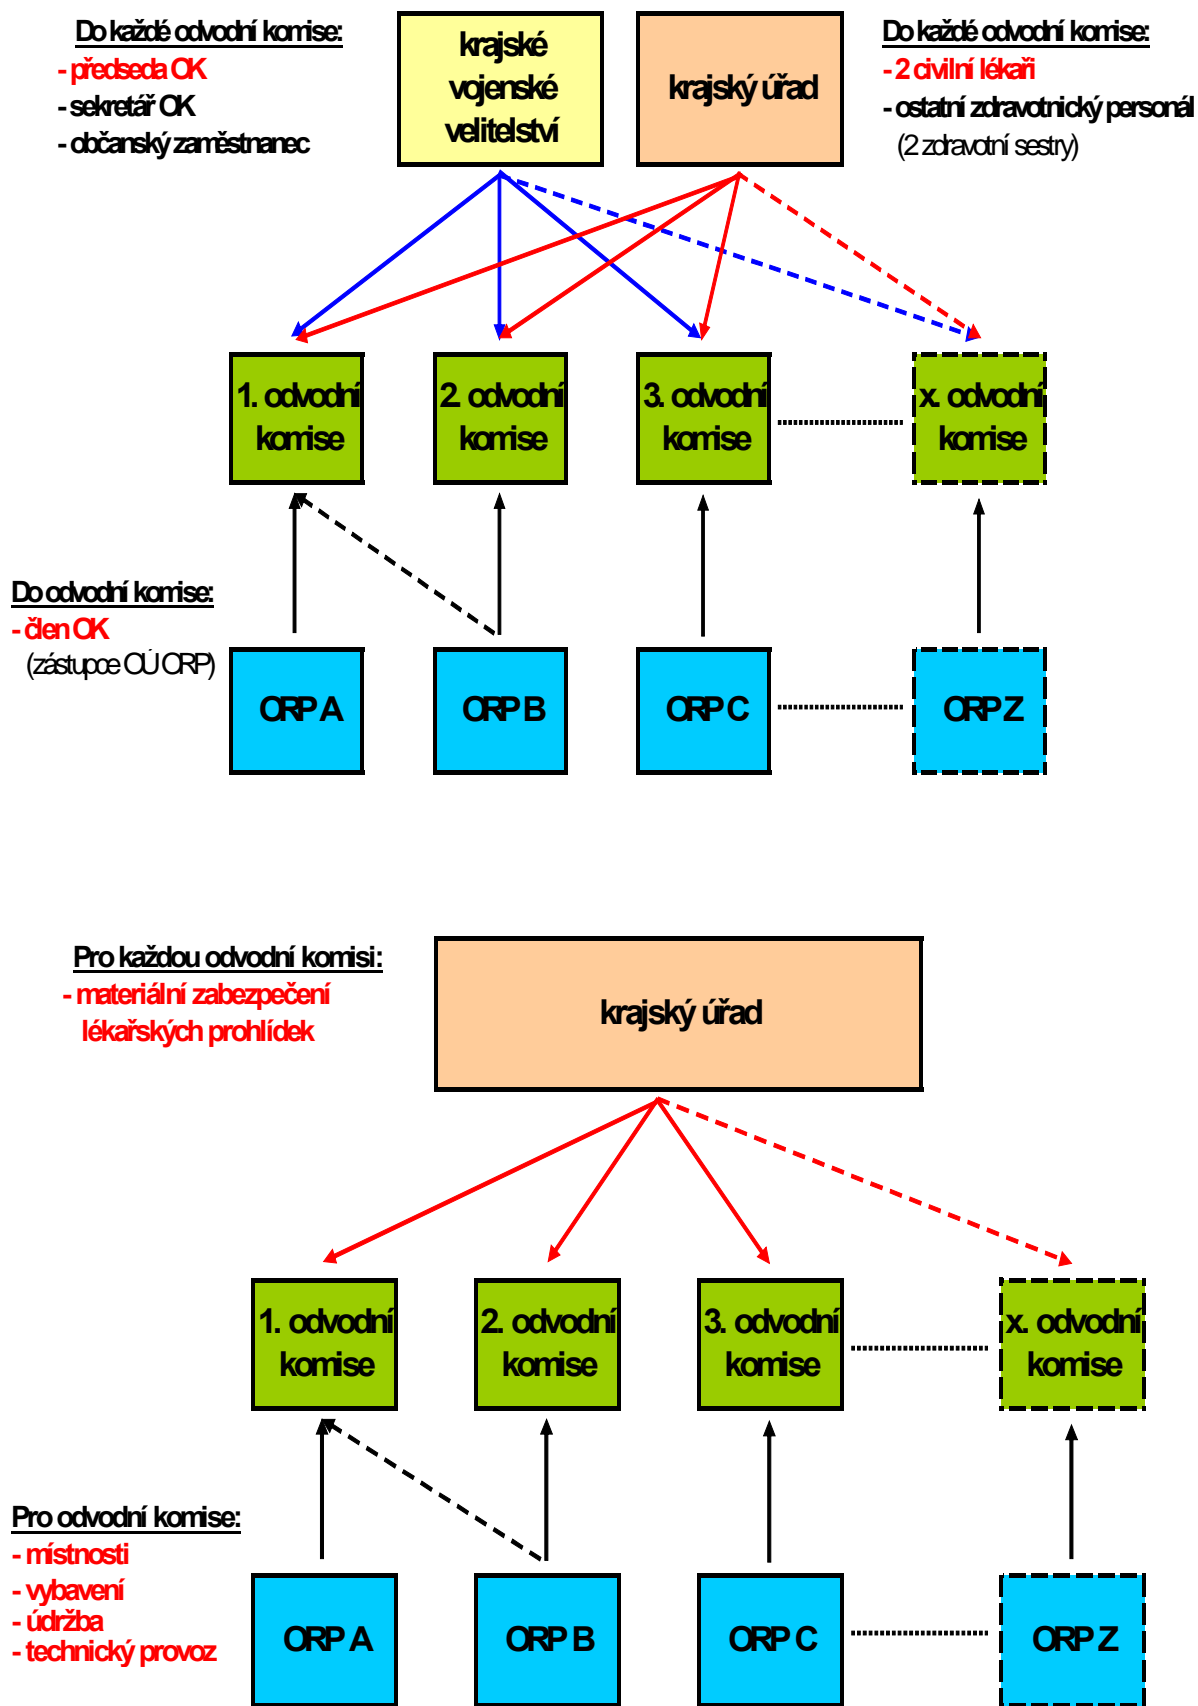 Do každé odvodní komise:
- předseda OK
- sekretář OK
- občanský zaměstnanec
krajské
vojenské
velitelství
krajský úřad
Do každé odvodní komise:
- 2 civilní lékaři
- ostatní zdravotnický personál
(2 zdravotní sestry)
1. odvodní
komise
2. odvodní
komise
3. odvodní
komise
x. odvodní
komise
Do odvodní komise:
- člen OK
(zástupce OÚ ORP)
ORP A
ORP B
ORP C
ORP Z
Pro každou odvodní komisi:
- materiální zabezpečení
lékařských prohlídek
krajský úřad
1. odvodní
komise
2. odvodní
komise
3. odvodní
komise
x. odvodní
komise
Pro odvodní komise:
- místnosti
- vybavení
- údržba
- technický provoz
ORP A
ORP B
ORP C
ORP Z